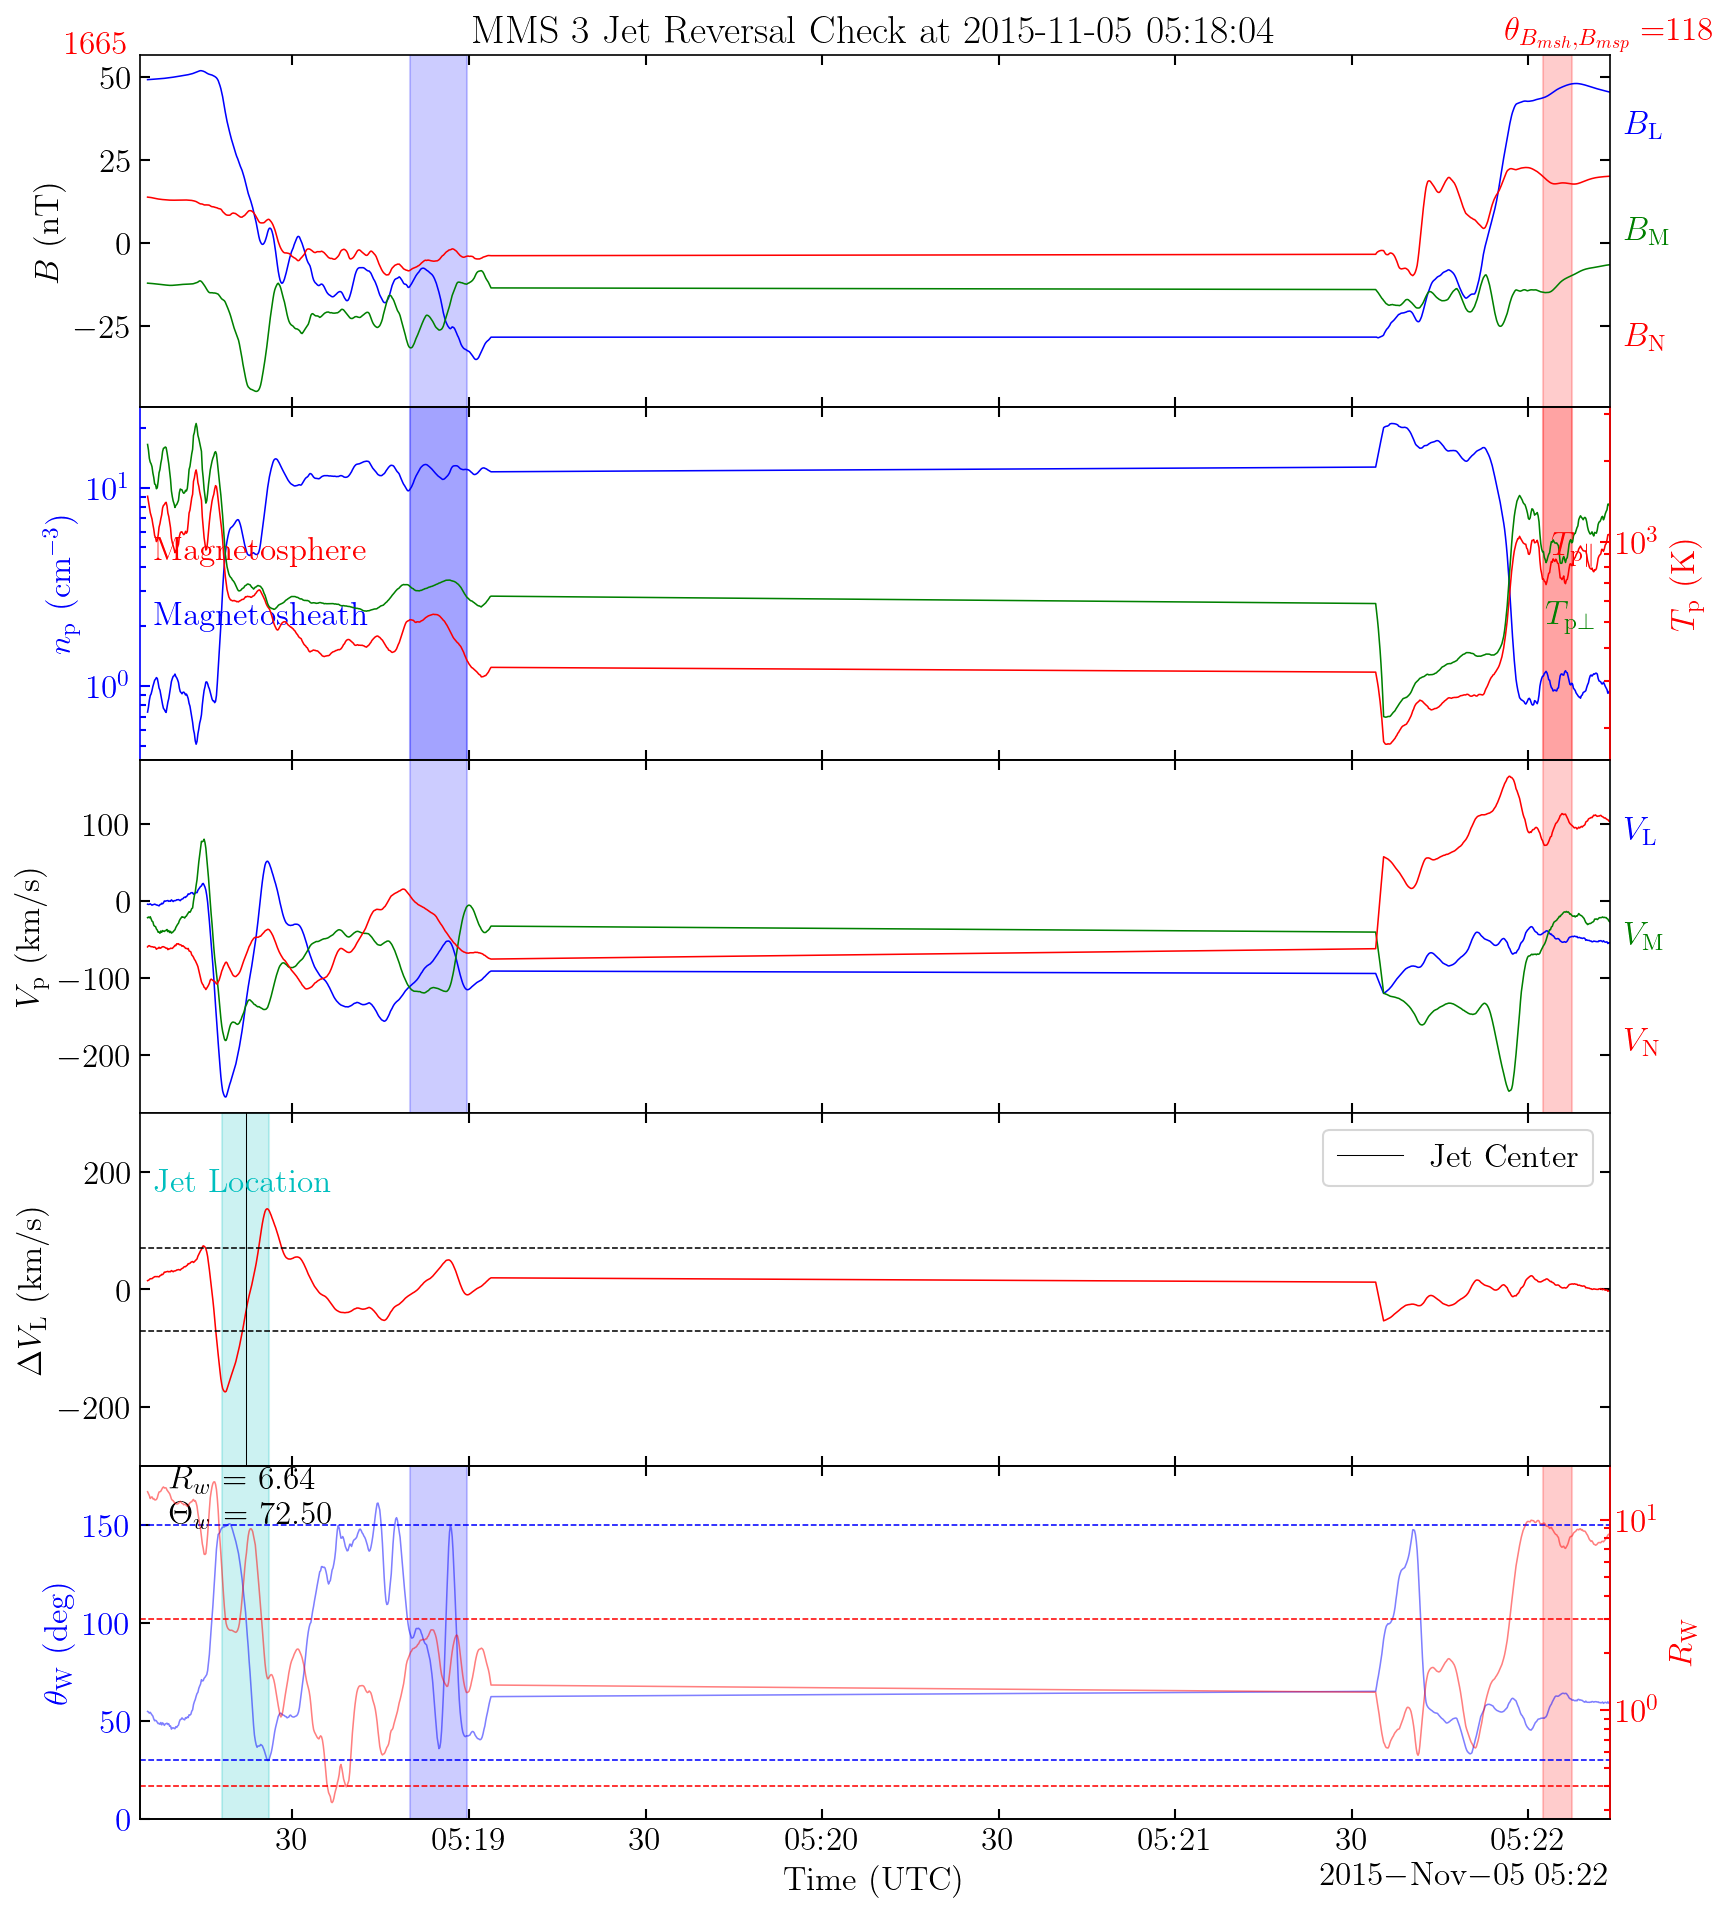 MMS 3 Jet Reversal Check at 2015-11-05 05:18:04
1665
θ_{B_{msh},B_{msp}} =118
50
25
0
−25
B (nT)
B_L
B_M
B_N
10^1
10^0
n_p (cm^{−3})
Magnetosphere
Magnetosheath
T_{p∥}
T_{p⊥}
10^3
T_p (K)
100
0
−100
−200
V_p (km/s)
V_L
V_M
V_N
200
0
−200
ΔV_L (km/s)
Jet Location
Jet Center
R_w = 6.64
Θ_w = 72.50
150
100
50
0
θ_W (deg)
10^1
10^0
R_W
30 05:19 30 05:20 30 05:21 30 05:22
Time (UTC)
2015−Nov−05 05:22